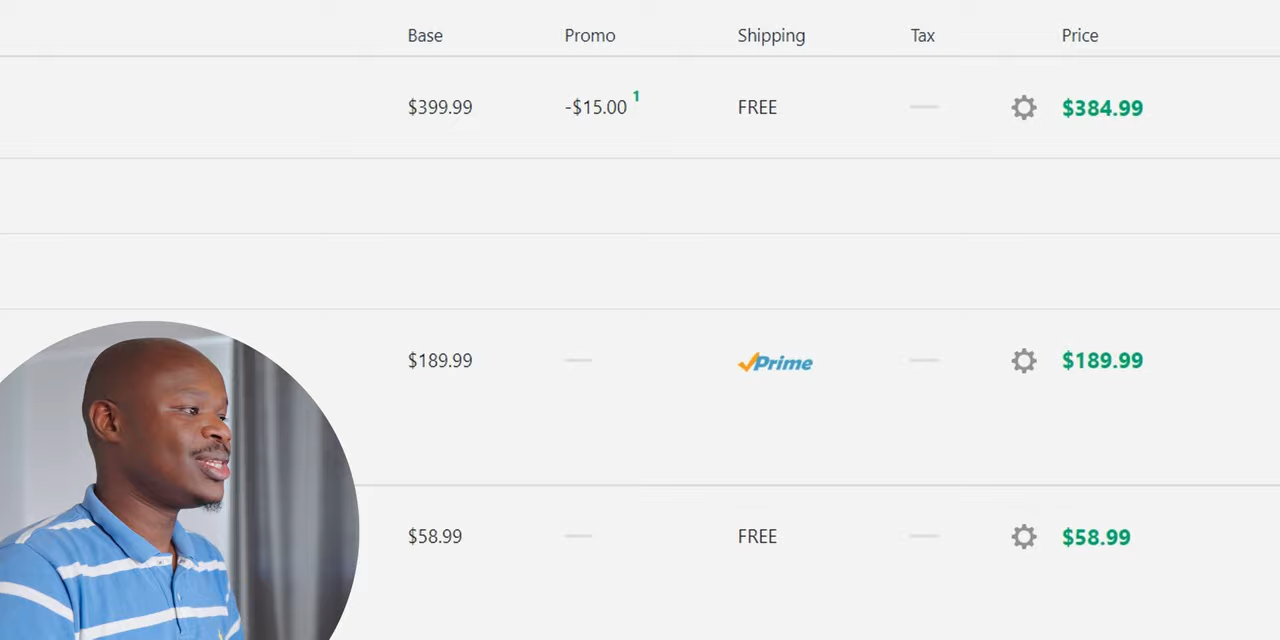 Base Promo Shipping Tax Price
$399.99 -$15.00 1 FREE $384.99
$189.99 Prime $189.99
$58.99 FREE $58.99